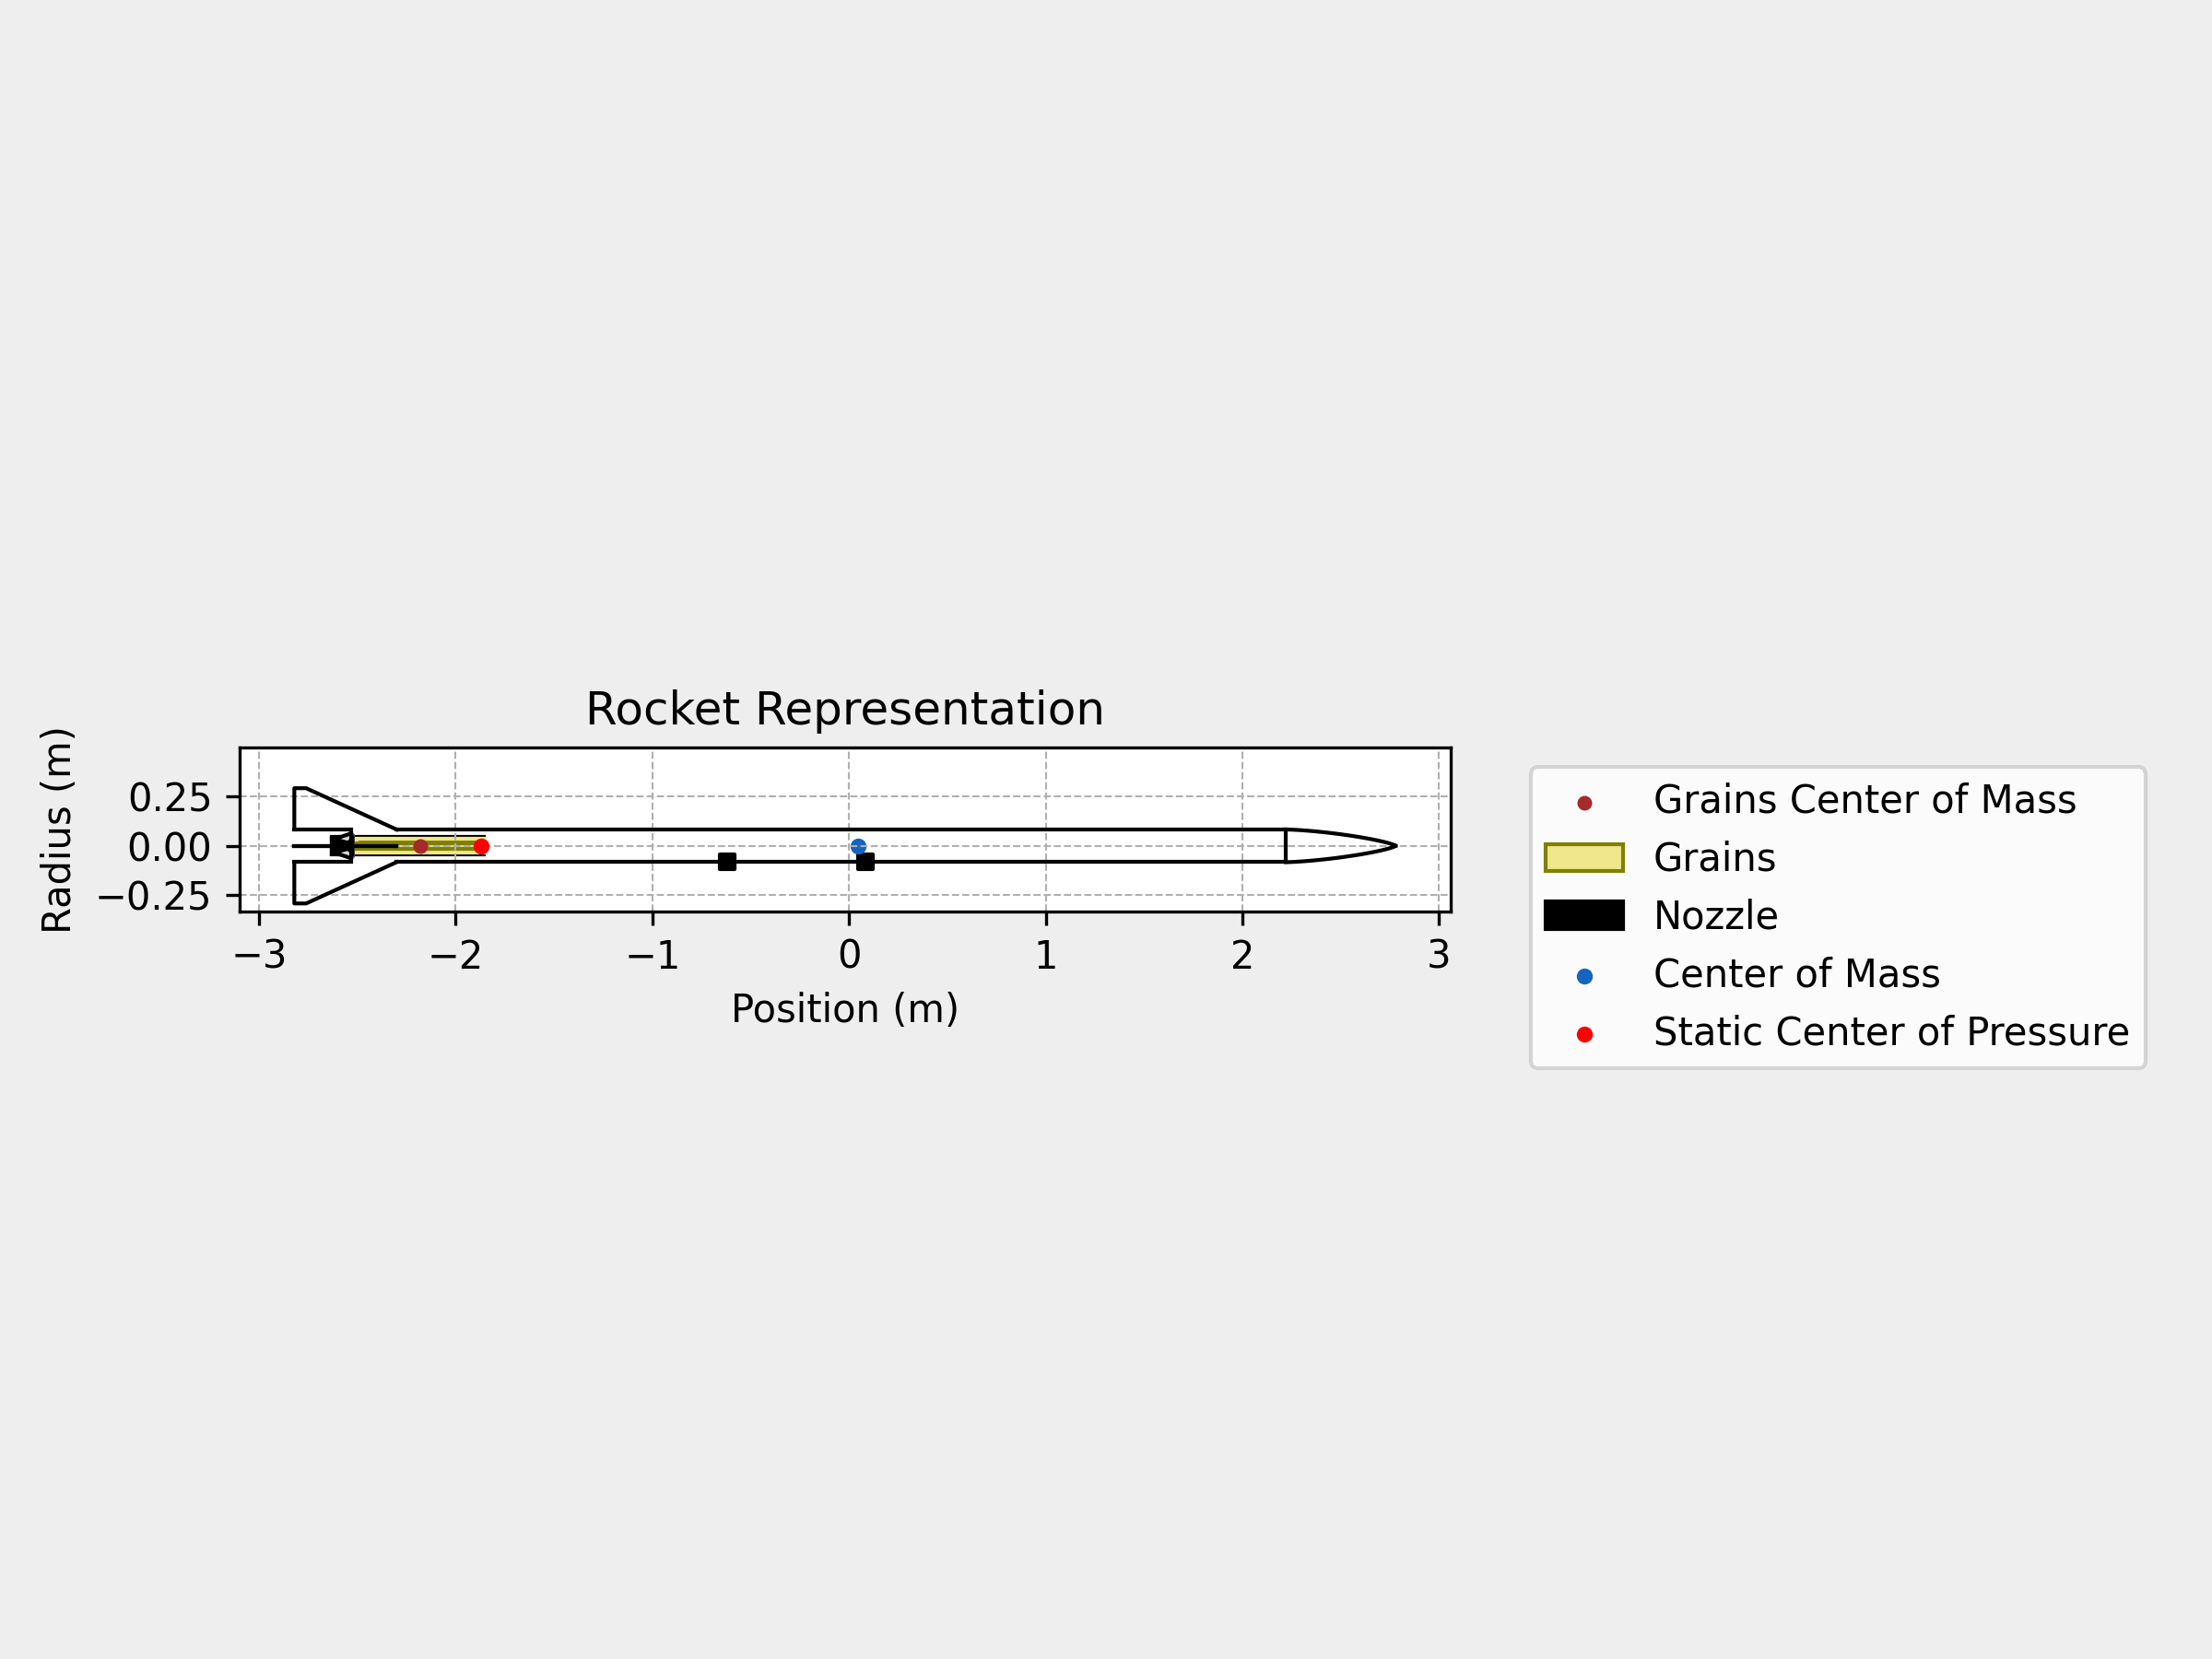 Rocket Representation
Radius (m)
0.25
0.00
−0.25
−3 −2 −1 0 1 2 3
Position (m)
Grains Center of Mass
Grains
Nozzle
Center of Mass
Static Center of Pressure